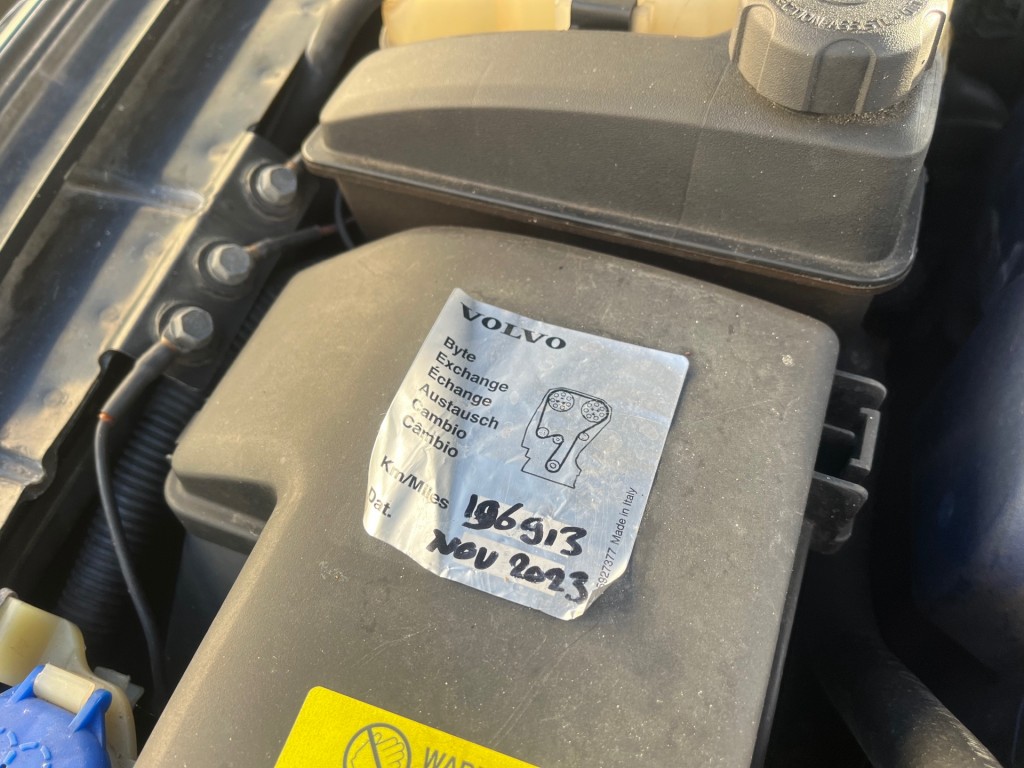 VOLVO
Byte
Exchange
Échange
Austausch
Cambio
Câmbio
Km/Miles 196913
Dat. NOV 2023
Made in Italy